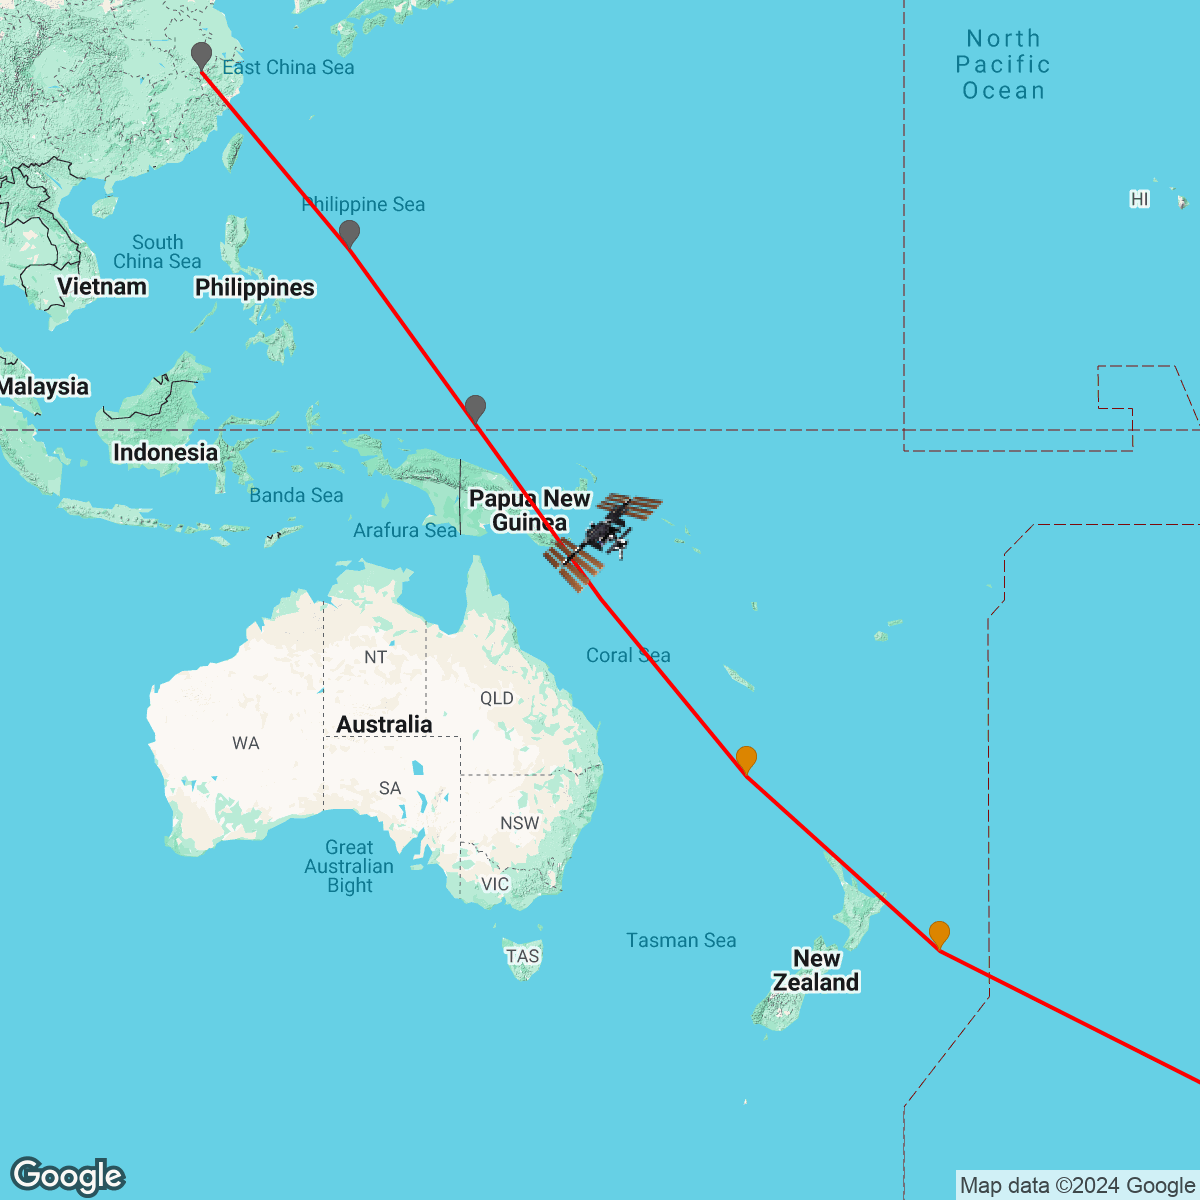 North
Pacific
Ocean
East China Sea
HI
Philippine Sea
South
China Sea
Vietnam
Philippines
Malaysia
Indonesia
Banda Sea
Papua New
Guinea
Arafura Sea
Coral Sea
NT
QLD
Australia
WA
SA
NSW
Great
Australian
Bight
VIC
Tasman Sea
TAS
New
Zealand
Google
Map data ©2024 Google